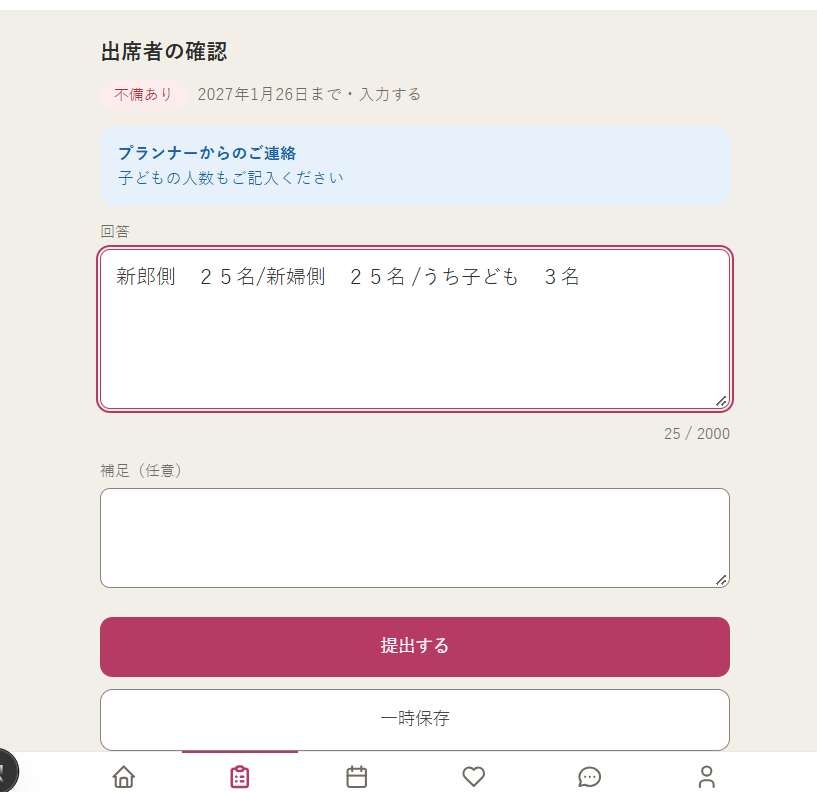 出席者の確認
不備あり 2027年1月26日まで・入力する
プランナーからのご連絡
子どもの人数もご記入ください
回答
新郎側　２５名/新婦側　２５名 /うち子ども　３名
25 / 2000
補足（任意）
提出する
一時保存